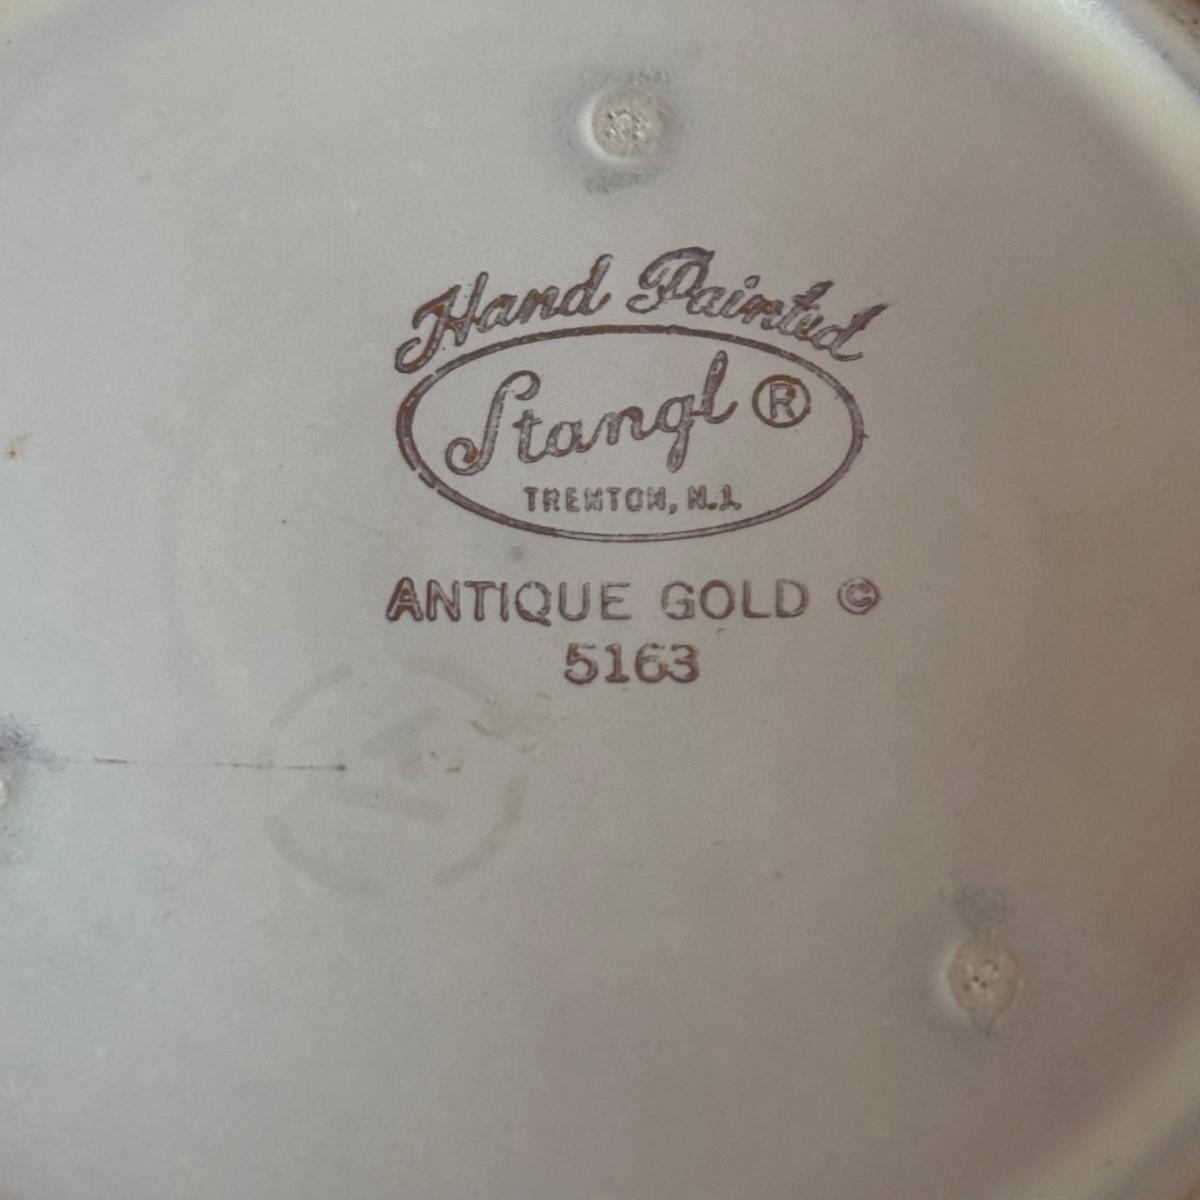 Hand Painted
Stangl ®
TRENTON, N.J.
ANTIQUE GOLD ©
5163